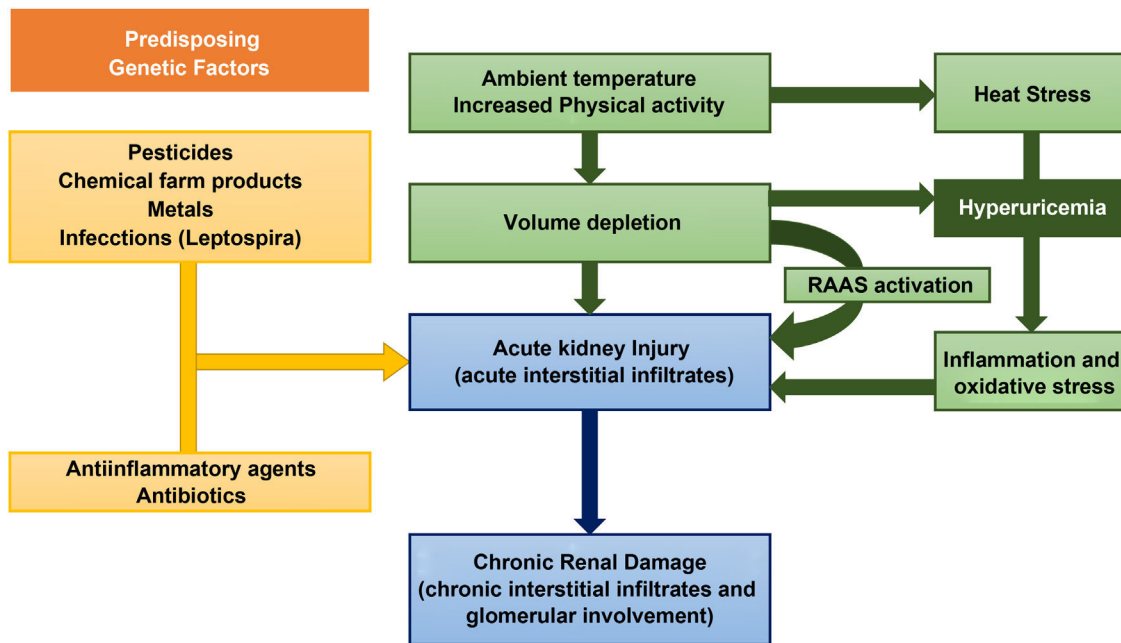 Predisposing
Genetic Factors
Ambient temperature
Increased Physical activity
Heat Stress
Pesticides
Chemical farm products
Metals
Infecctions (Leptospira)
Volume depletion
Hyperuricemia
RAAS activation
Acute kidney Injury
(acute interstitial infiltrates)
Inflammation and
oxidative stress
Antiinflammatory agents
Antibiotics
Chronic Renal Damage
(chronic interstitial infiltrates and
glomerular involvement)